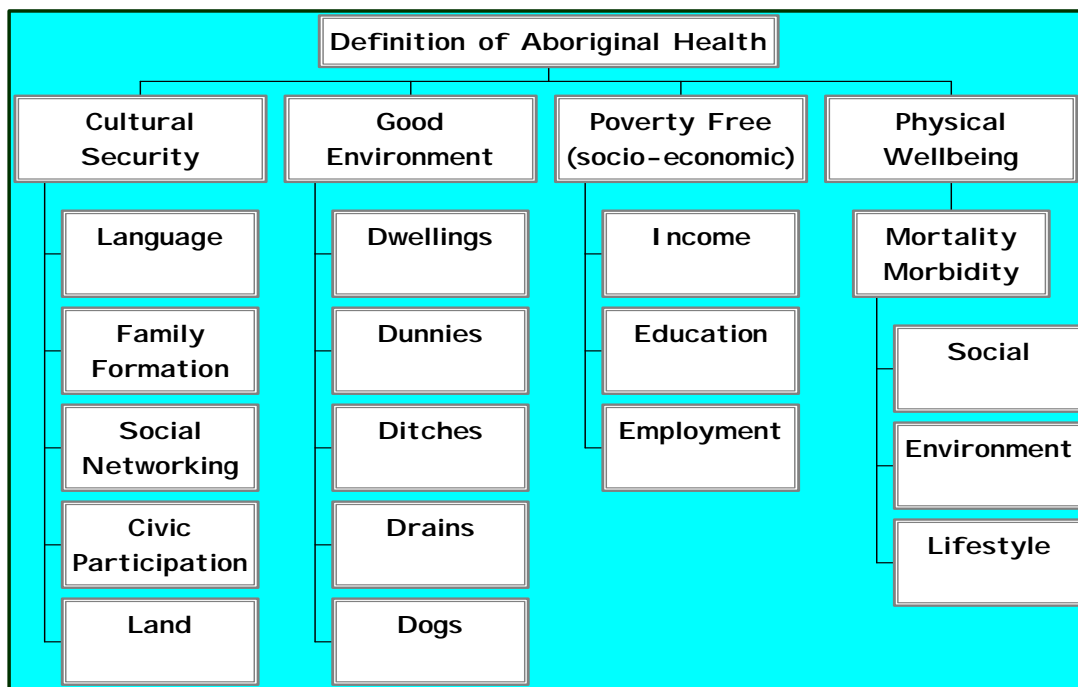 Definition of Aboriginal Health
Cultural
Security
Good
Environment
Poverty Free
(socio-economic)
Physical
Wellbeing
Language
Family
Formation
Social
Networking
Civic
Participation
Land
Dwellings
Dunnies
Ditches
Drains
Dogs
Income
Education
Employment
Mortality
Morbidity
Social
Environment
Lifestyle